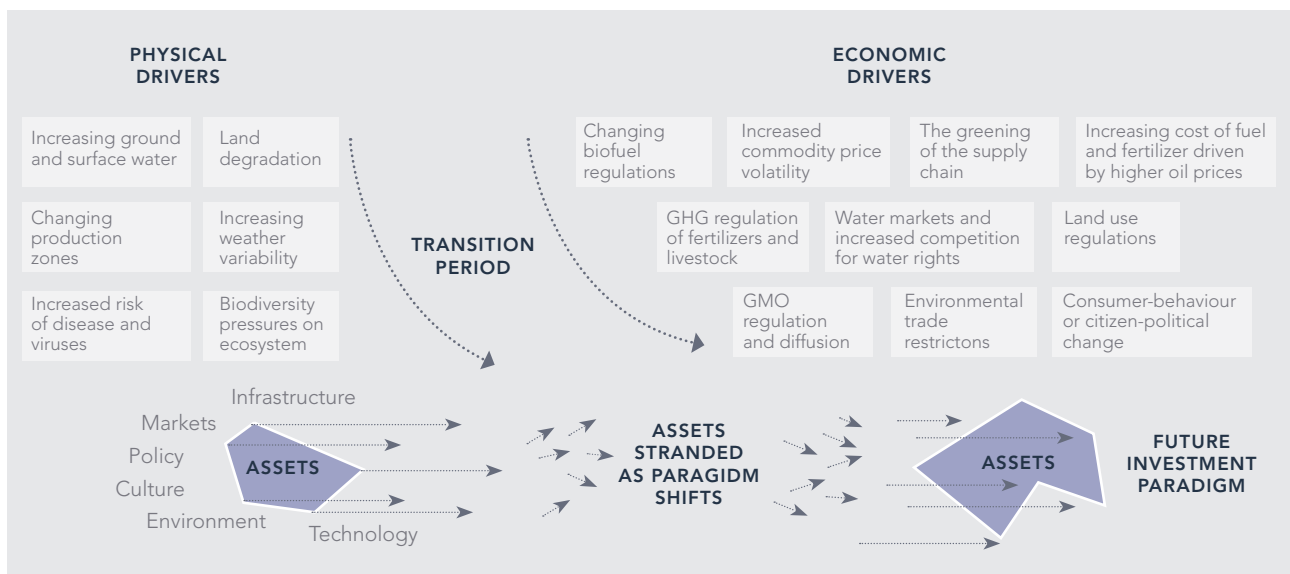 PHYSICAL
DRIVERS
Increasing ground
and surface water
Land
degradation
Changing
production
zones
Increasing
weather
variability
Increased risk
of disease and
viruses
Biodiversity
pressures on
ecosystem
TRANSITION
PERIOD
ECONOMIC
DRIVERS
Changing
biofuel
regulations
Increased
commodity price
volatility
The greening
of the supply
chain
Increasing cost of fuel
and fertilizer driven
by higher oil prices
GHG regulation
of fertilizers and
livestock
Water markets and
increased competition
for water rights
Land use
regulations
GMO
regulation
and diffusion
Environmental
trade
restrictons
Consumer-behaviour
or citizen-political
change
Infrastructure
Markets
Policy
Culture
Environment
Technology
ASSETS
ASSETS
STRANDED
AS PARAGIDM
SHIFTS
ASSETS
FUTURE
INVESTMENT
PARADIGM